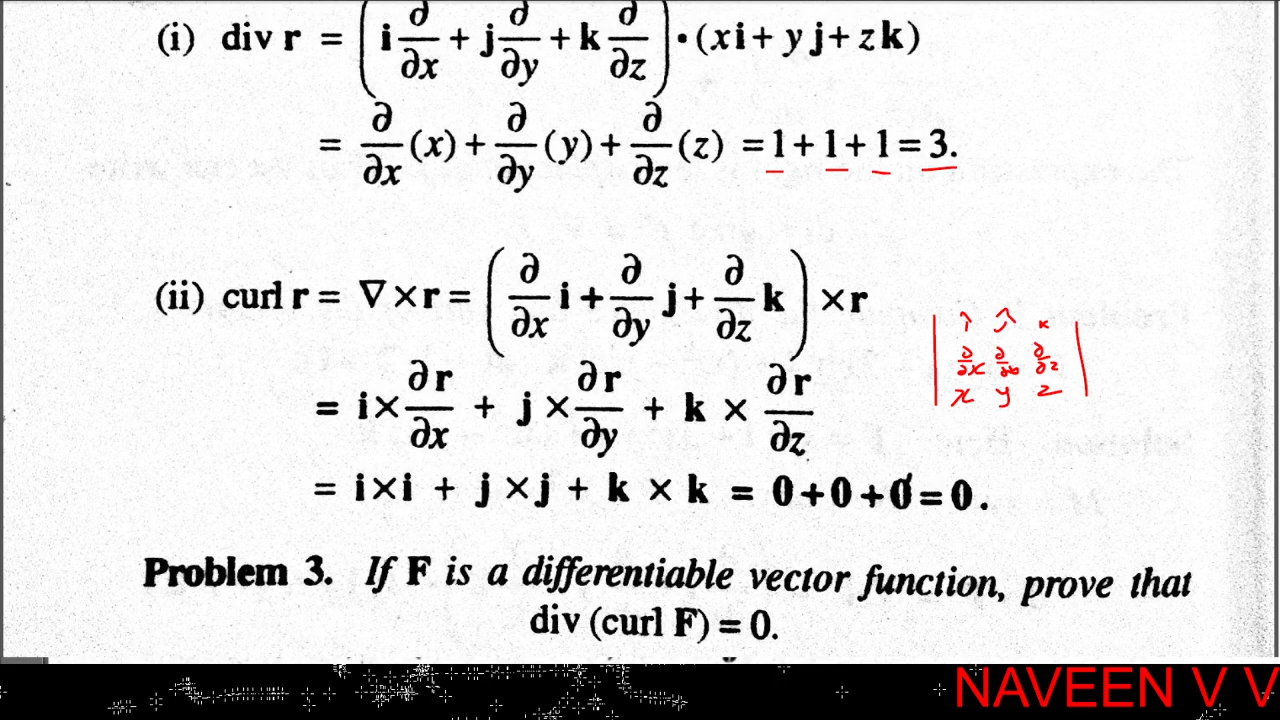 (i) div r = (i ∂/∂x + j ∂/∂y + k ∂/∂z) • (xi + yj + zk)
= ∂/∂x (x) + ∂/∂y (y) + ∂/∂z (z) = 1 + 1 + 1 = 3.
(ii) curl r = ∇ × r = (∂/∂x i + ∂/∂y j + ∂/∂z k) × r
= i × ∂r/∂x + j × ∂r/∂y + k × ∂r/∂z
= i × i + j × j + k × k = 0 + 0 + 0 = 0.
î ĵ k
∂/∂x ∂/∂y ∂/∂z
x y z
Problem 3. If F is a differentiable vector function, prove that
div (curl F) = 0.
NAVEEN V V